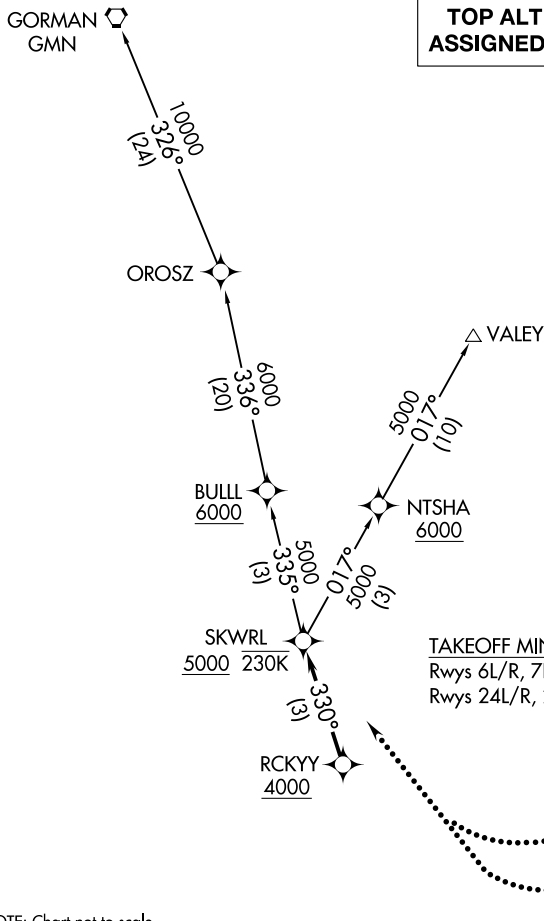 GORMAN
GMN
TOP ALT
ASSIGNED
10000
326°
(24)
OROSZ
VALEY
6000
336°
(20)
5000
017°
(10)
BULLL
6000
NTSHA
6000
5000
335°
(3)
017°
5000
(3)
SKWRL
5000 230K
TAKEOFF MIN
Rwys 6L/R, 7
Rwys 24L/R,
330°
(3)
RCKYY
4000
NOTE: Chart not to scale